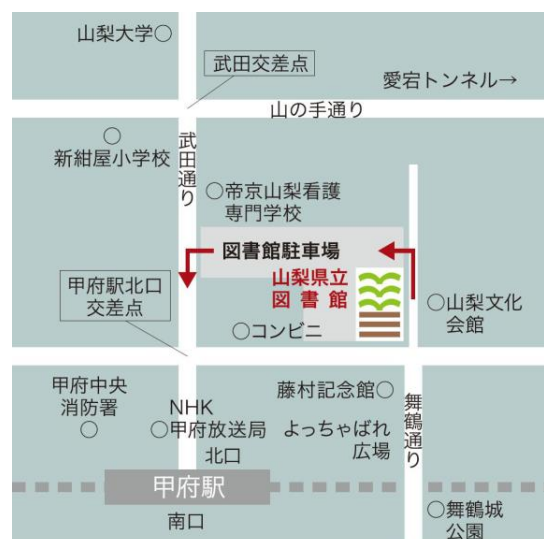 山梨大学○
武田交差点
愛宕トンネル→
山の手通り
○
新紺屋小学校
武田通り
○帝京山梨看護
専門学校
図書館駐車場
山梨県立
図書館
甲府駅北口
交差点
○コンビニ
○山梨文化
会館
甲府中央
消防署
○
NHK
○甲府放送局
北口
藤村記念館○
よっちゃばれ
広場
舞鶴通り
甲府駅
南口
○舞鶴城
公園